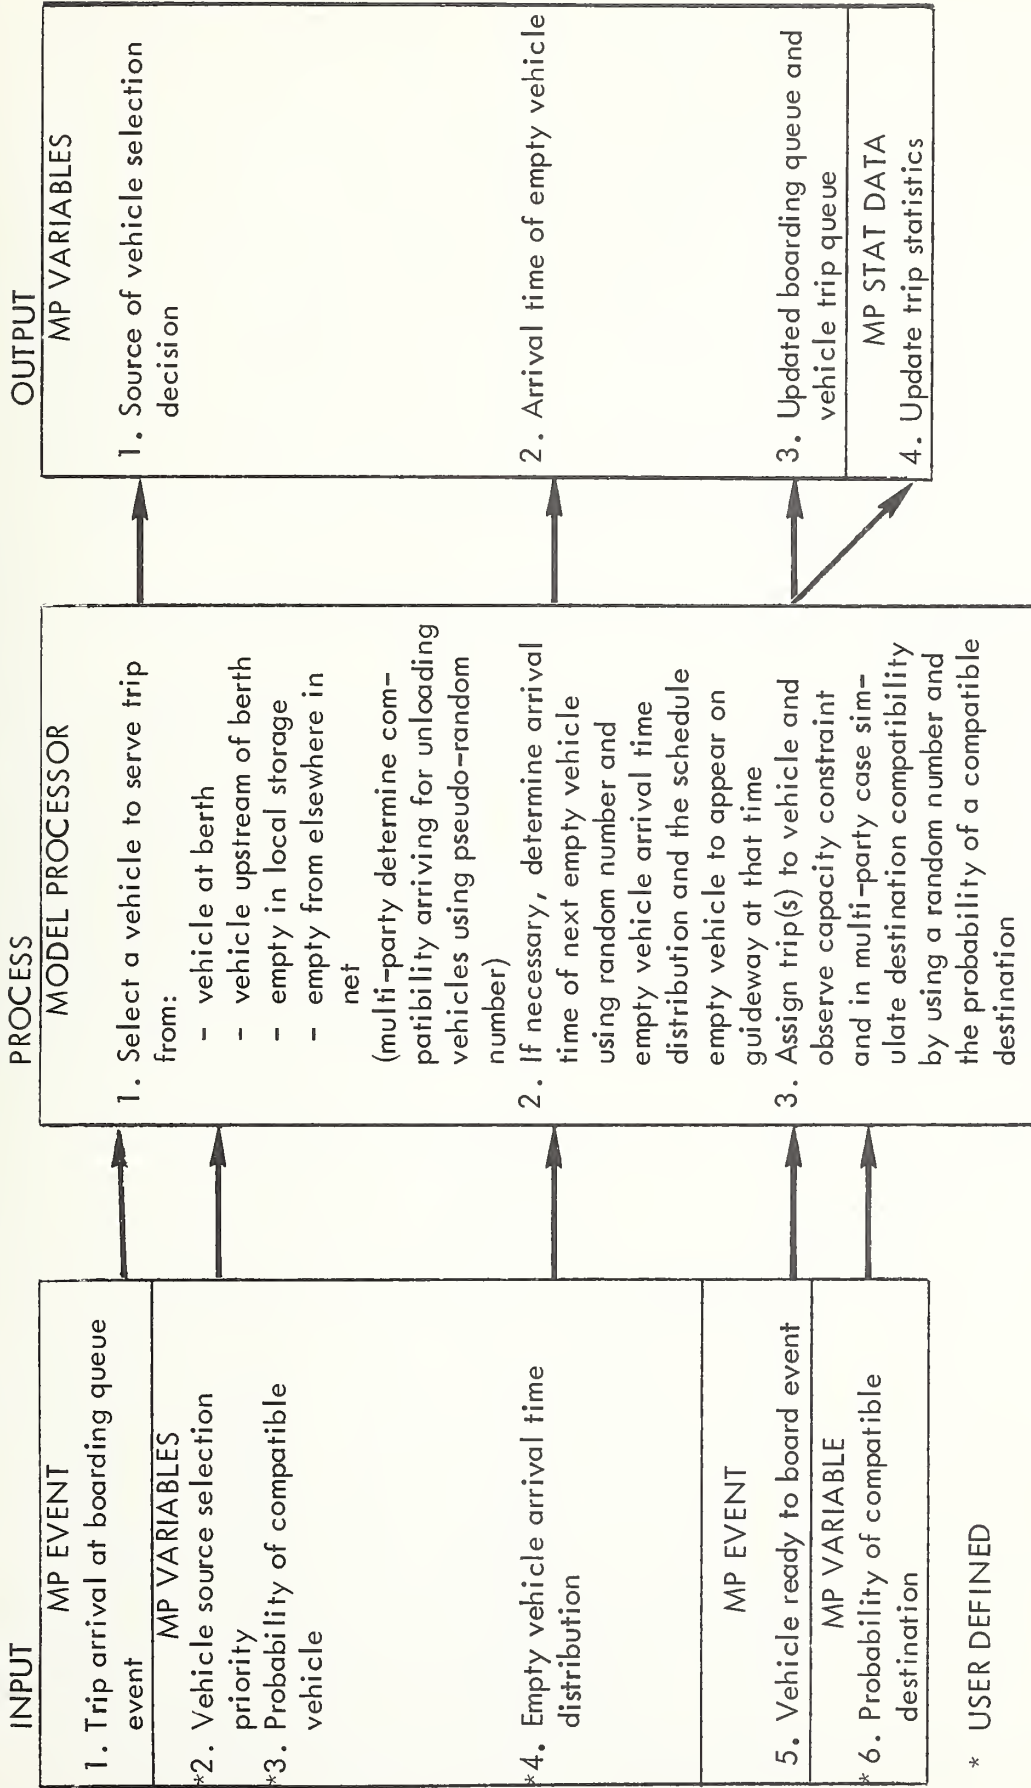 INPUT
MP EVENT
1. Trip arrival at boarding queue
event
MP VARIABLES
*2. Vehicle source selection
priority
*3. Probability of compatible
vehicle
*4. Empty vehicle arrival time
distribution
MP EVENT
5. Vehicle ready to board event
MP VARIABLE
*6. Probability of compatible
destination
* USER DEFINED
PROCESS
MODEL PROCESSOR
1. Select a vehicle to serve trip
from:
- vehicle at berth
- vehicle upstream of berth
- empty in local storage
- empty from elsewhere in
net
(multi-party determine com-
patibility arriving for unloading
vehicles using pseudo-random
number)
2. If necessary, determine arrival
time of next empty vehicle
using random number and
empty vehicle arrival time
distribution and the schedule
empty vehicle to appear on
guideway at that time
3. Assign trip(s) to vehicle and
observe capacity constraint
and in multi-party case sim-
ulate destination compatibility
by using a random number and
the probability of a compatible
destination
OUTPUT
MP VARIABLES
1. Source of vehicle selection
decision
2. Arrival time of empty vehicle
3. Updated boarding queue and
vehicle trip queue
MP STAT DATA
4. Update trip statistics